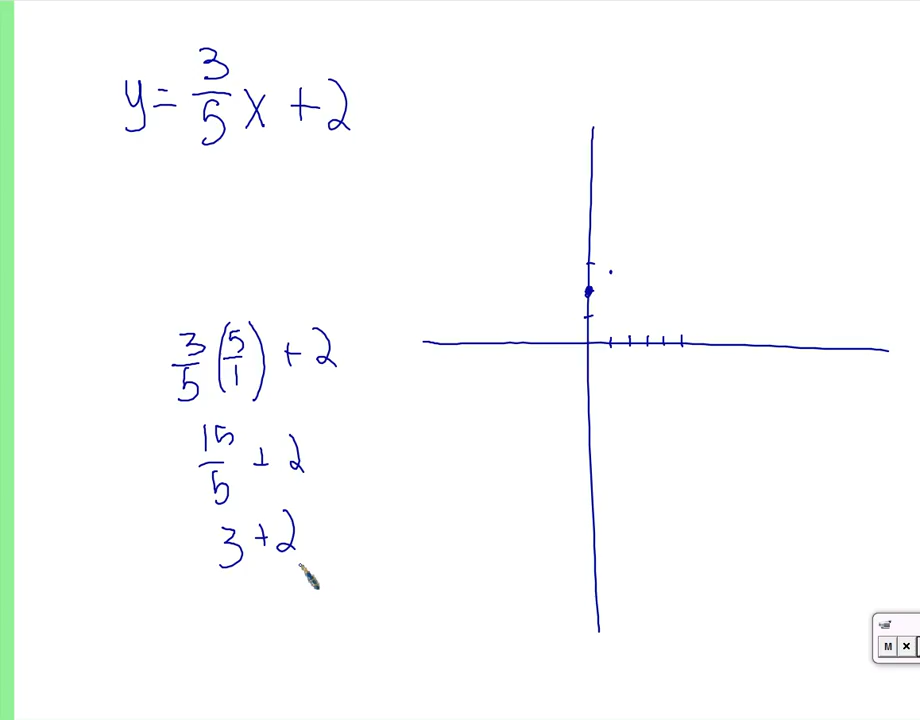 y = 3/5 x + 2
3/5 (5/1) + 2
15/5 + 2
3 + 2
M ×